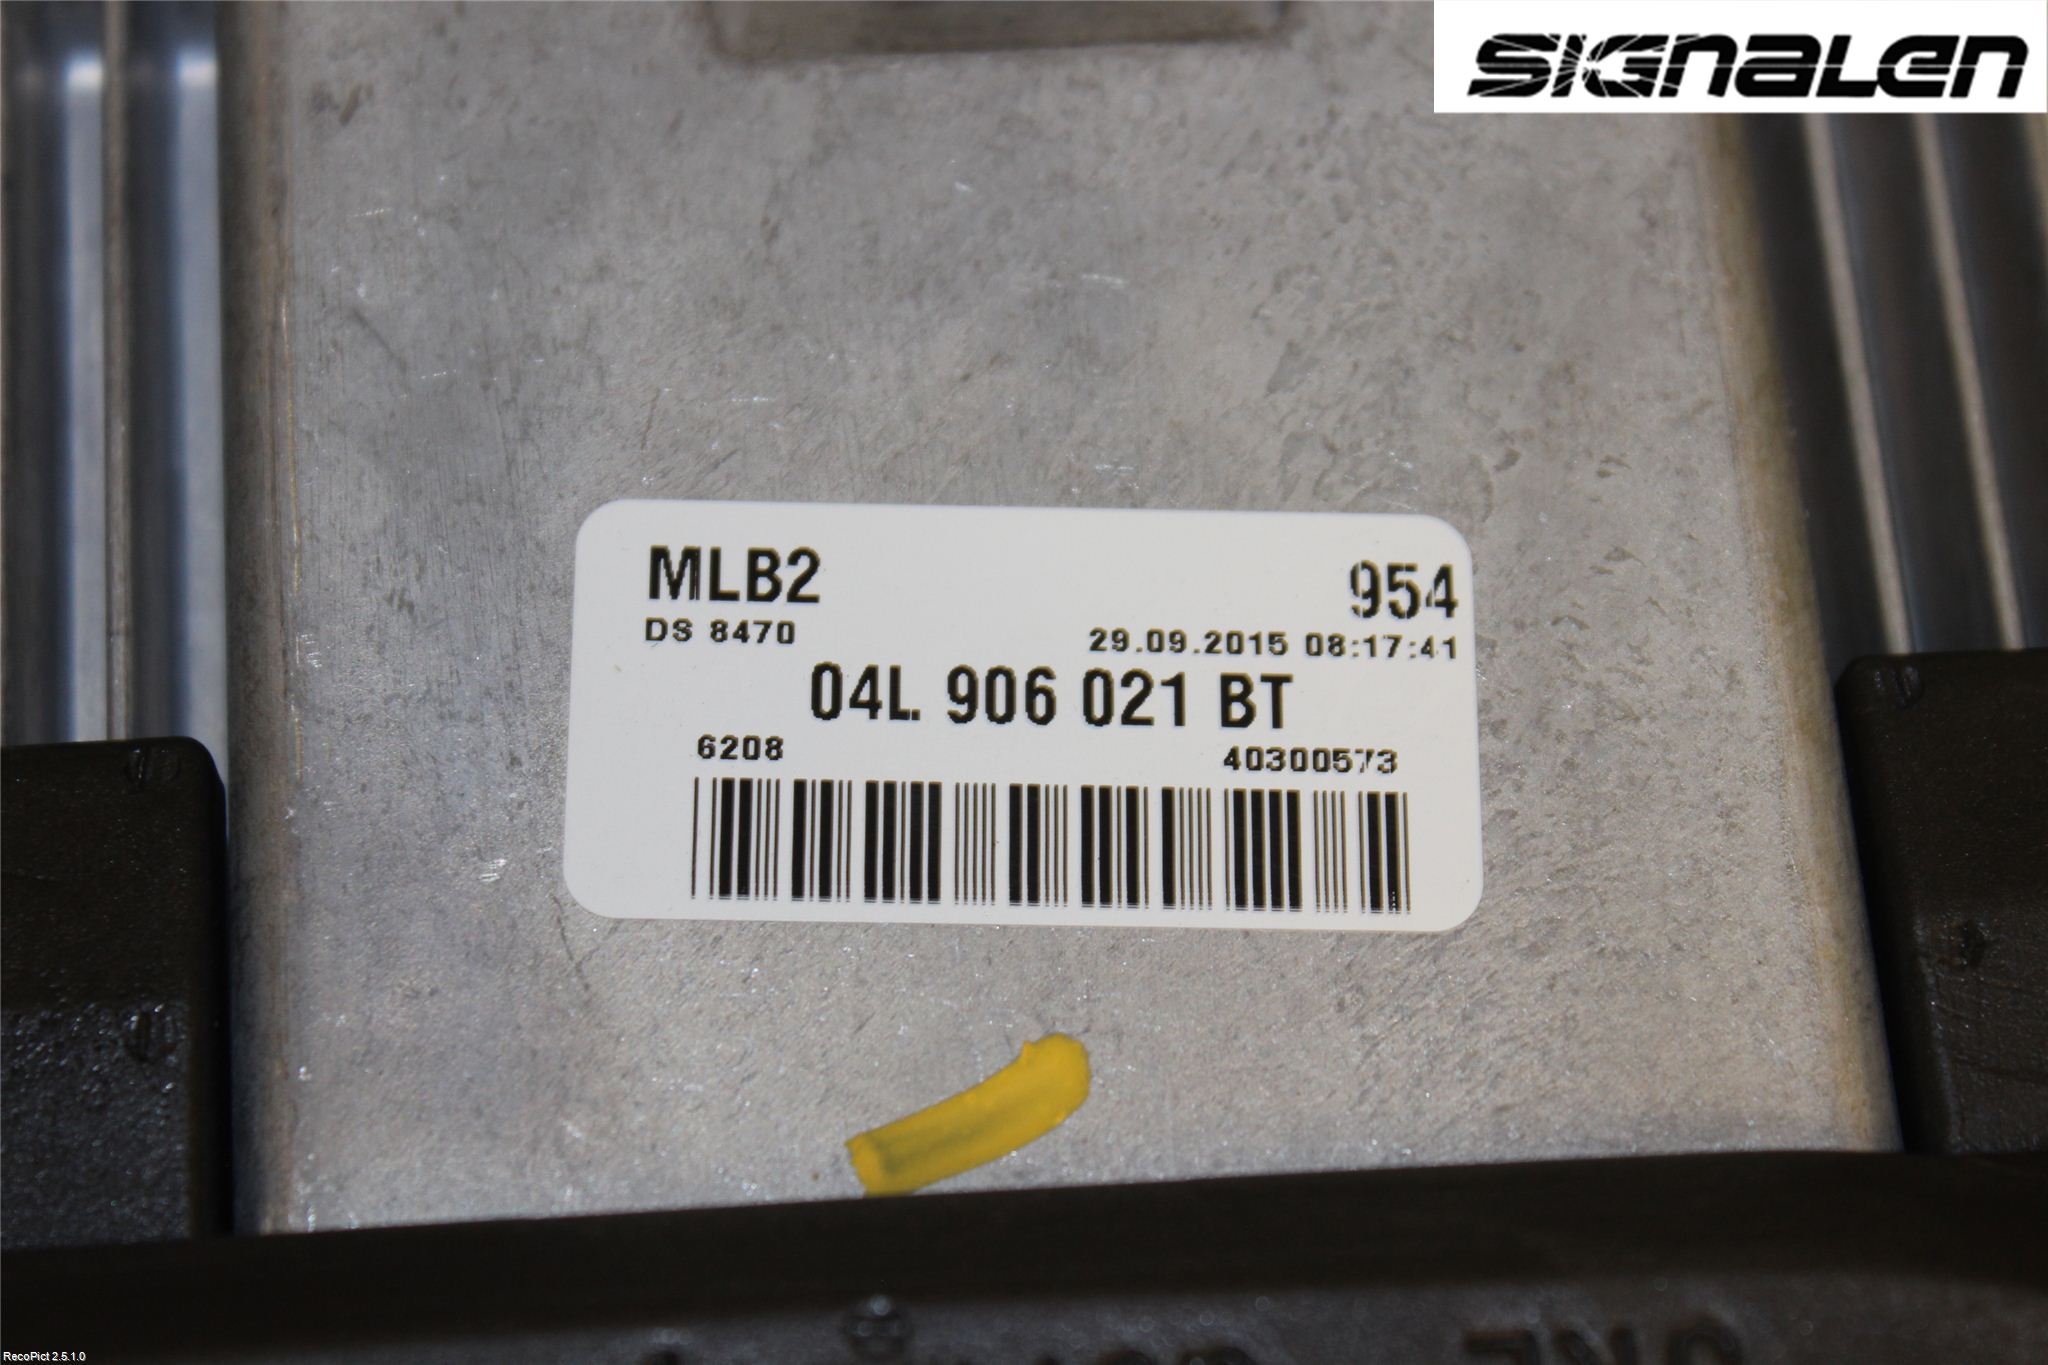 SIGNALEN
MLB2 954
DS 8470 29.09.2015 08:17:41
04L 906 021 BT
6208 40300573
RecoPict 2.5.1.0